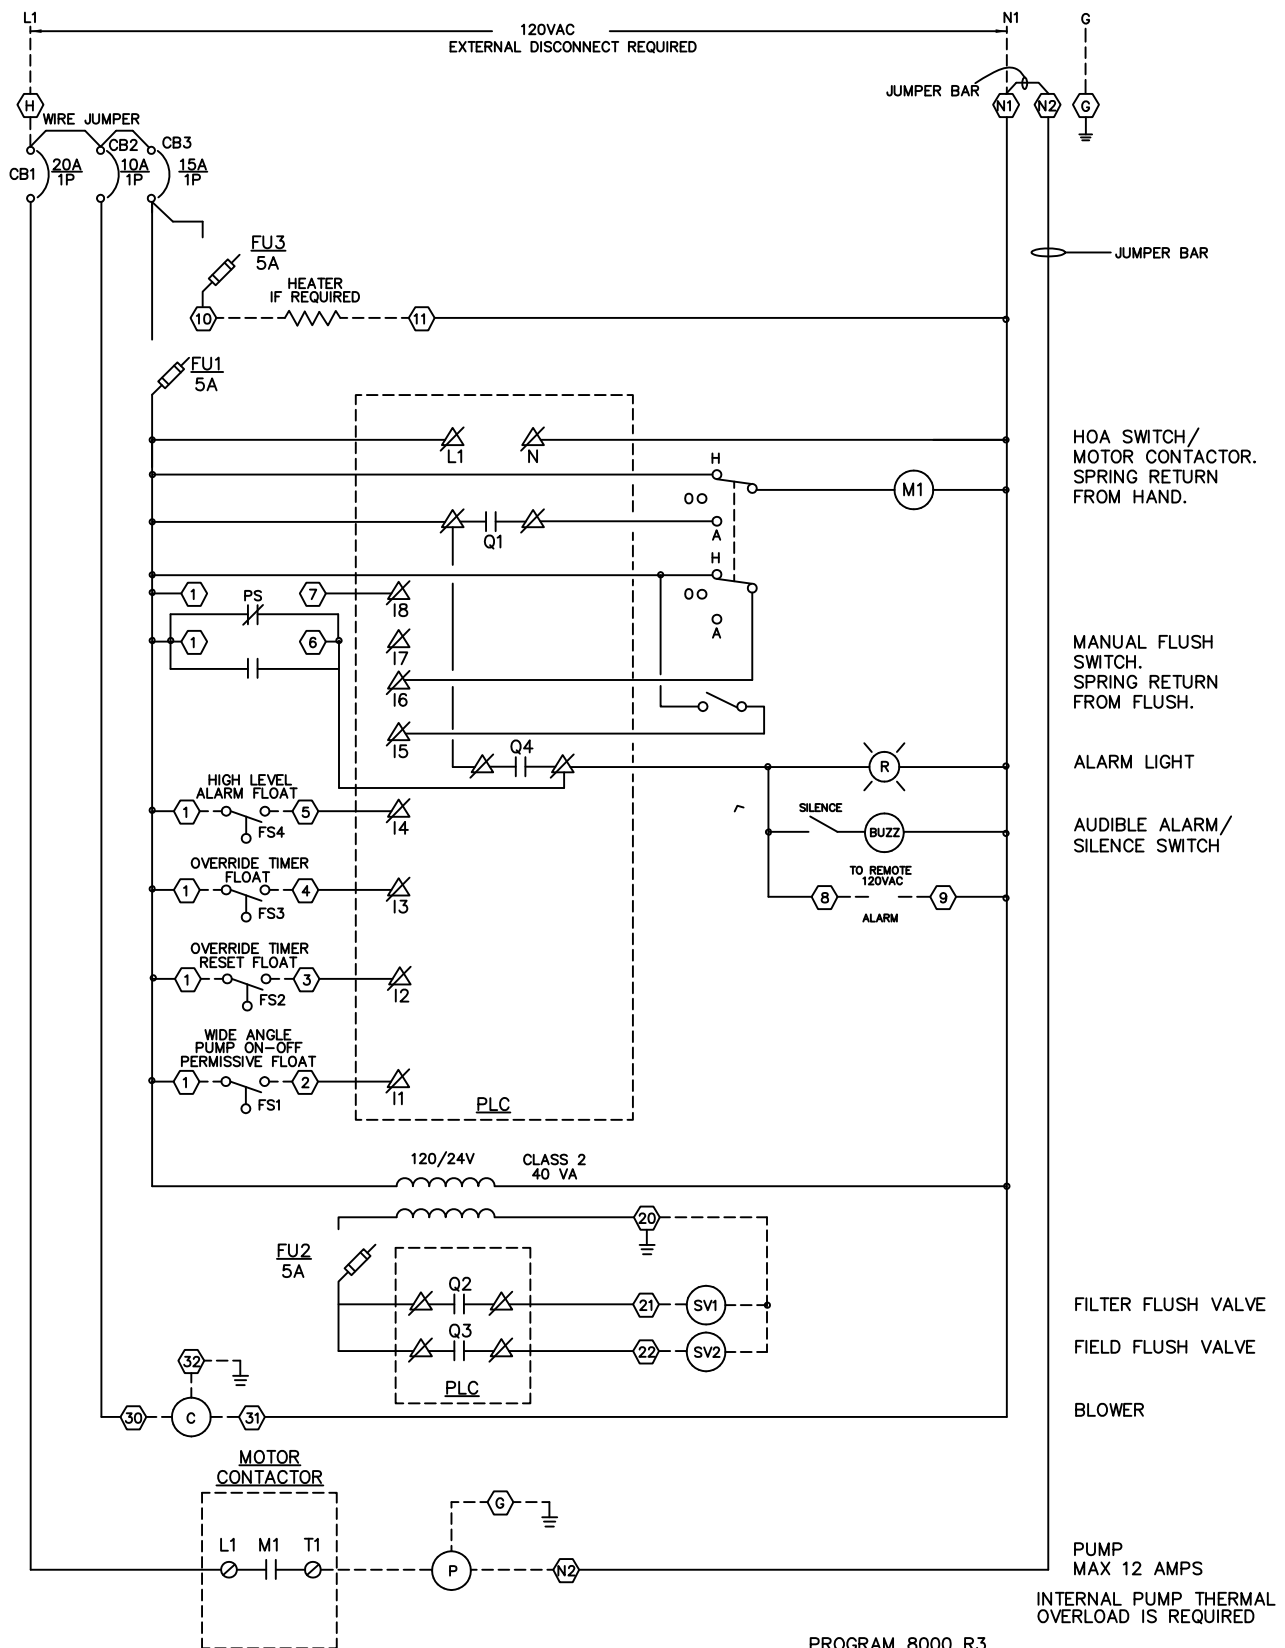 L1
N1
G
120VAC
EXTERNAL DISCONNECT REQUIRED
JUMPER BAR
H
N1
N2
G
WIRE JUMPER
CB1
20A
1P
CB2
10A
1P
CB3
15A
1P
JUMPER BAR
FU3
5A
HEATER
IF REQUIRED
10
11
FU1
5A
L1
N
H
O
A
M1
HOA SWITCH/
MOTOR CONTACTOR.
SPRING RETURN
FROM HAND.
Q1
H
O
A
1
7
I8
PS
1
6
I7
I6
I5
MANUAL FLUSH
SWITCH.
SPRING RETURN
FROM FLUSH.
Q4
R
ALARM LIGHT
HIGH LEVEL
ALARM FLOAT
1
5
FS4
I4
SILENCE
BUZZ
AUDIBLE ALARM/
SILENCE SWITCH
OVERRIDE TIMER
FLOAT
1
4
FS3
I3
TO REMOTE
120VAC
8
9
ALARM
OVERRIDE TIMER
RESET FLOAT
1
3
FS2
I2
WIDE ANGLE
PUMP ON-OFF
PERMISSIVE FLOAT
1
2
FS1
I1
PLC
120/24V
CLASS 2
40 VA
20
FU2
5A
Q2
21
SV1
FILTER FLUSH VALVE
Q3
22
SV2
FIELD FLUSH VALVE
PLC
32
30
C
31
BLOWER
MOTOR
CONTACTOR
G
L1
M1
T1
P
N2
PUMP
MAX 12 AMPS
INTERNAL PUMP THERMAL
OVERLOAD IS REQUIRED
PROGRAM 8000 R3